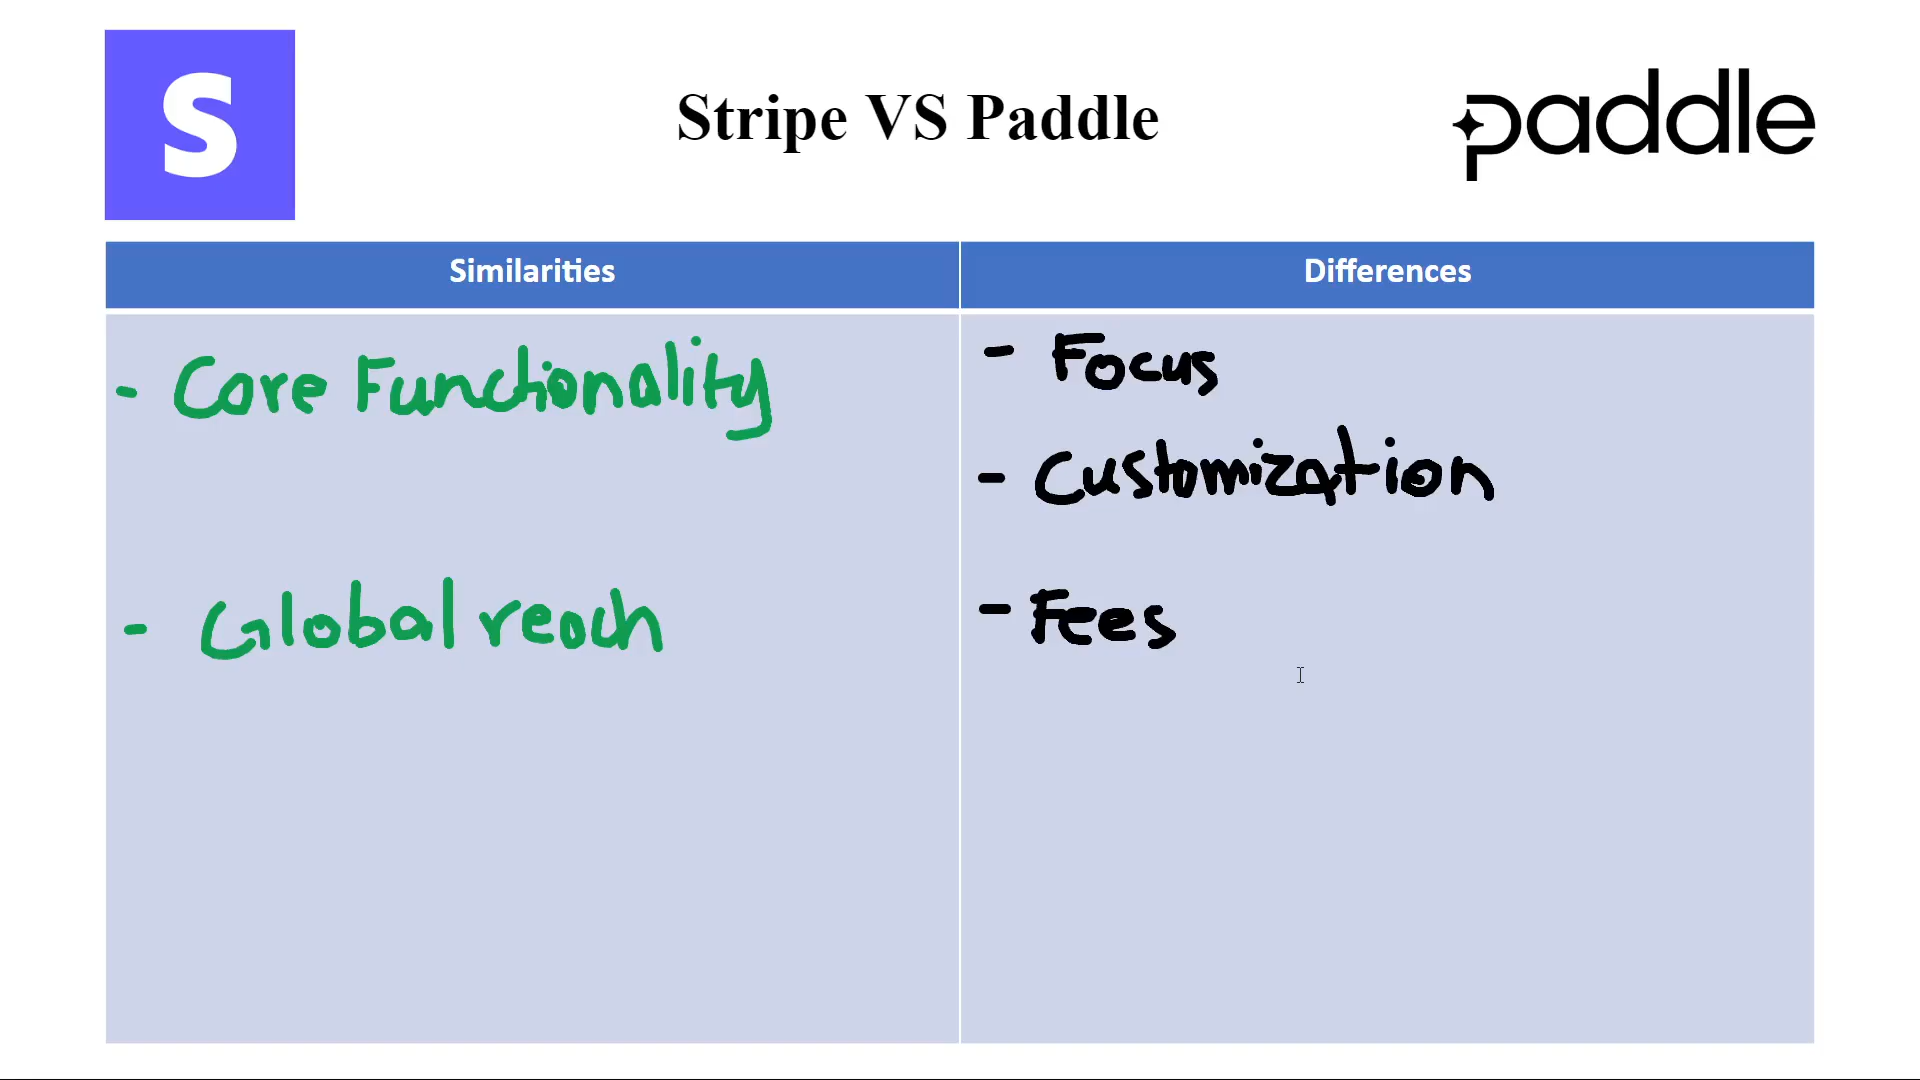 S
Stripe VS Paddle
paddle
Similarities
Differences
- Core Functionality
- Global reach
- Focus
- Customization
- Fees